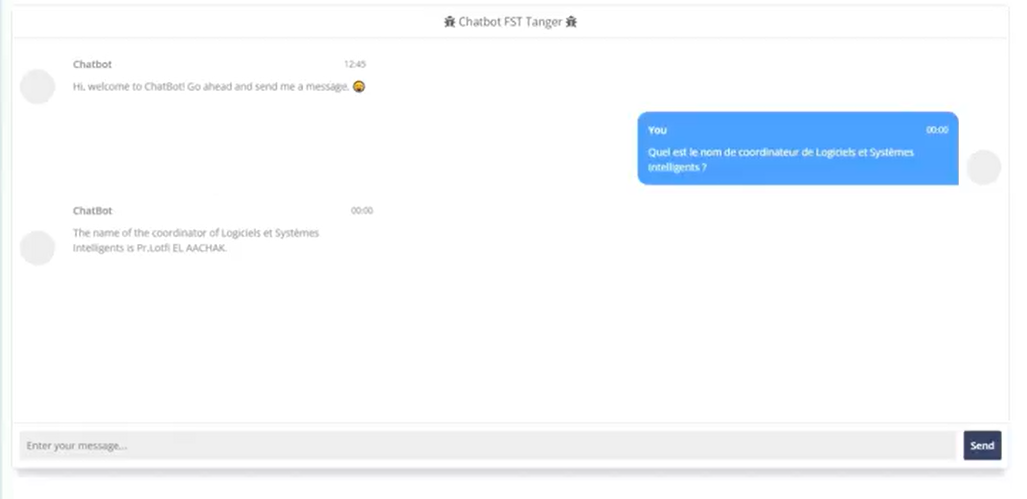 Chatbot FST Tanger
Chatbot 12:45
Hi, welcome to ChatBot! Go ahead and send me a message.
You 00:00
Quel est le nom de coordinateur de Logiciels et Systèmes
Intelligents ?
ChatBot 00:00
The name of the coordinator of Logiciels et Systèmes
Intelligents is Pr.Lotfi EL AACHAK.
Enter your message...
Send